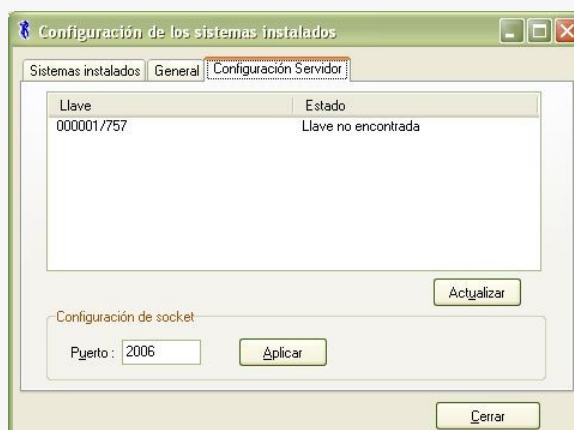 Configuración de los sistemas instalados
Sistemas instalados General Configuración Servidor
Llave Estado
000001/757 Llave no encontrada
Actualizar
Configuración de socket
Puerto : 2006 Aplicar
Cerrar